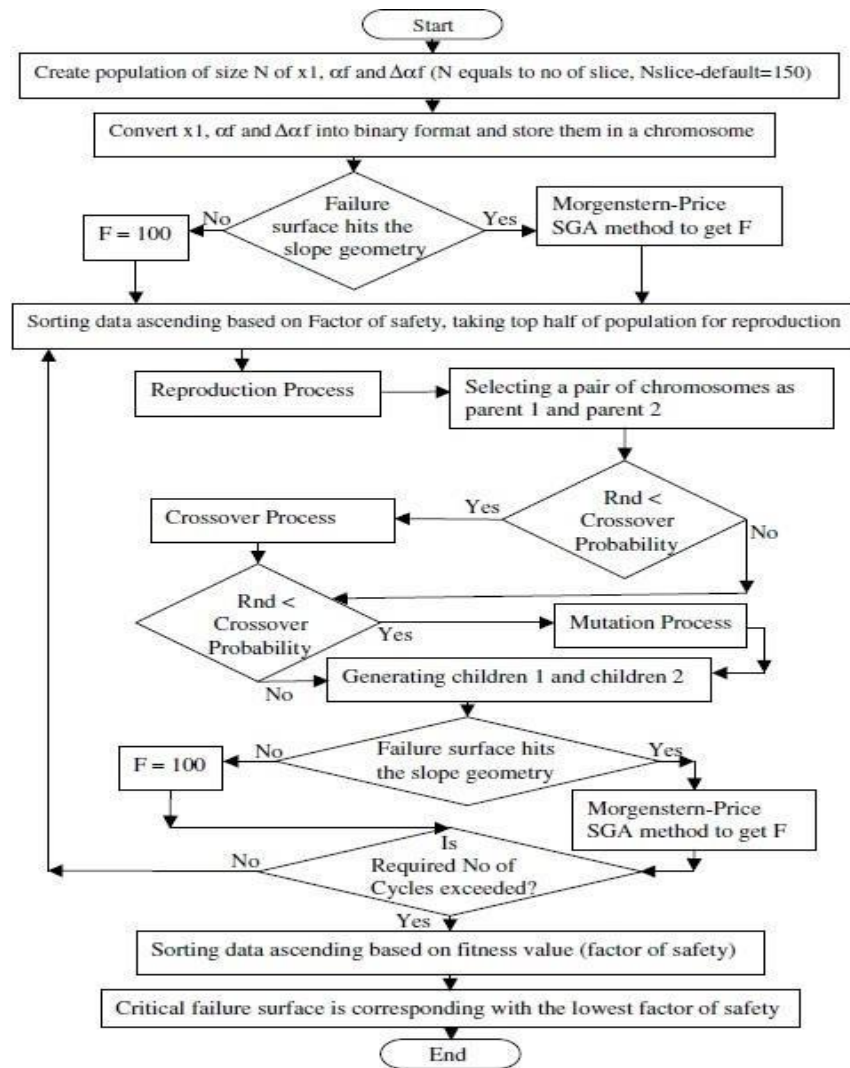 Start
Create population of size N of x1, αf and Δαf (N equals to no of slice, Nslice-default=150)
Convert x1, αf and Δαf into binary format and store them in a chromosome
Failure
surface hits the
slope geometry
No
Yes
F = 100
Morgenstern-Price
SGA method to get F
Sorting data ascending based on Factor of safety, taking top half of population for reproduction
Reproduction Process
Selecting a pair of chromosomes as
parent 1 and parent 2
Rnd <
Crossover
Probability
Yes
No
Crossover Process
Rnd <
Crossover
Probability
Yes
Mutation Process
No
Generating children 1 and children 2
Failure surface hits
the slope geometry
No
Yes
F = 100
Morgenstern-Price
SGA method to get F
Is
Required No of
Cycles exceeded?
No
Yes
Sorting data ascending based on fitness value (factor of safety)
Critical failure surface is corresponding with the lowest factor of safety
End